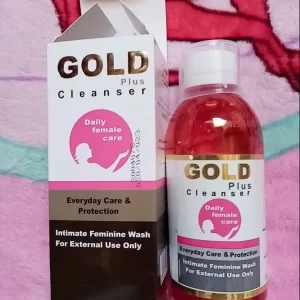 GOLD
Plus
Cleanser
Daily
female
care
Everyday Care &
Protection
Intimate Feminine Wash
For External Use Only
GOLD
Plus
Cleanser
Daily
female
care
Everyday Care & Protection
Intimate Feminine Wash
For External Use Only